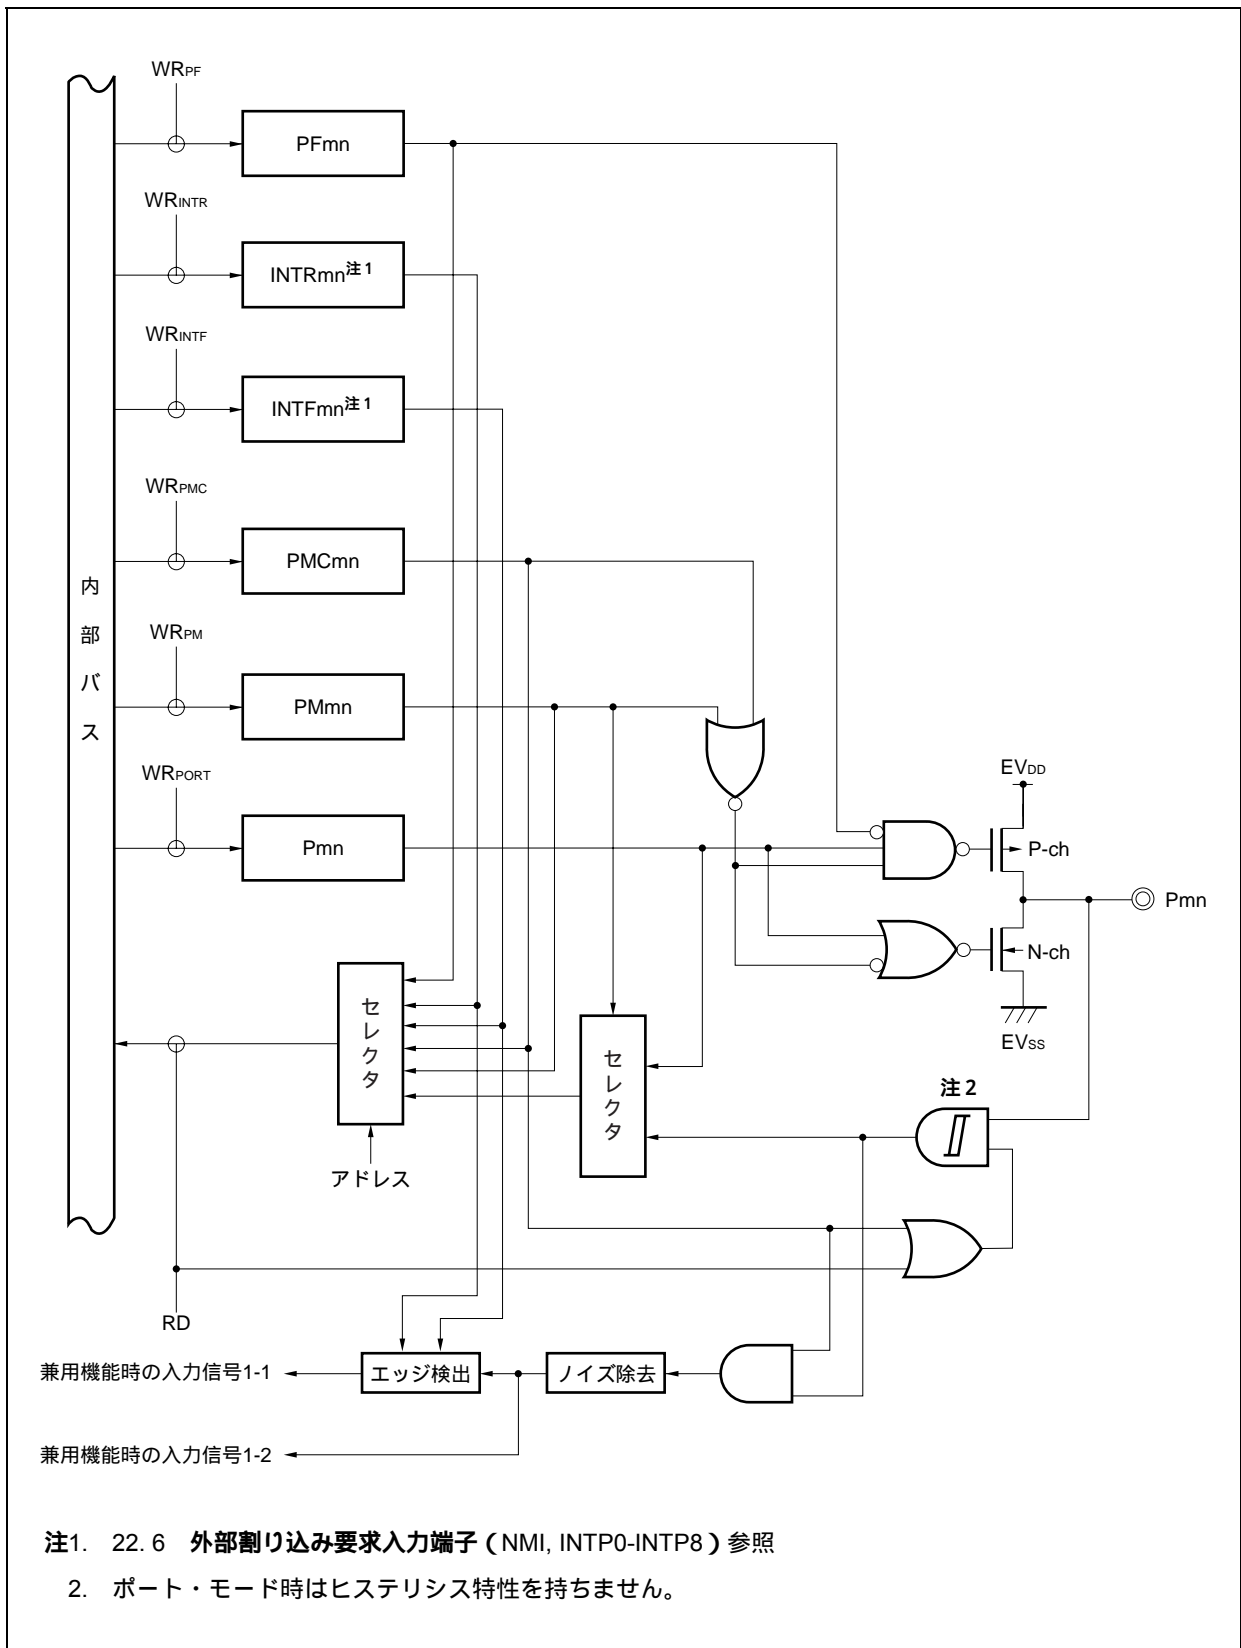 WRPF
PFmn
WRINTR
INTRmn注1
WRINTF
INTFmn注1
WRPMC
PMCmn
内部バス
WRPM
PMmn
WRPORT
Pmn
EVDD
P-ch
Pmn
N-ch
EVSS
セレクタ
セレクタ
注2
アドレス
RD
兼用機能時の入力信号1-1
エッジ検出
ノイズ除去
兼用機能時の入力信号1-2
注1. 22. 6 外部割り込み要求入力端子（NMI, INTP0-INTP8）参照
2. ポート・モード時はヒステリシス特性を持ちません。